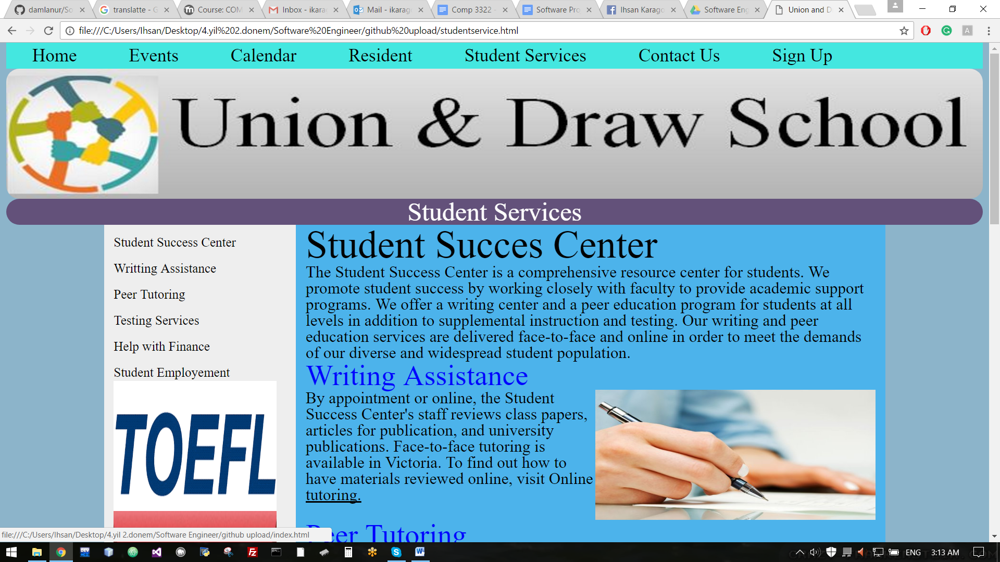 damlanur/So
translatte - G
Course: COM
Inbox - ikarag
Mail - ikarago
Comp 3322 -
Software Pro
Ihsan Karago
Software Eng
Union and D
file:///C:/Users/Ihsan/Desktop/4.yil%202.donem/Software%20Engineer/github%20upload/studentservice.html
Home Events Calendar Resident Student Services Contact Us Sign Up
Union & Draw School
Student Services
Student Success Center
Writting Assistance
Peer Tutoring
Testing Services
Help with Finance
Student Employement
TOEFL
Student Succes Center
The Student Success Center is a comprehensive resource center for students. We
promote student success by working closely with faculty to provide academic support
programs. We offer a writing center and a peer education program for students at all
levels in addition to supplemental instruction and testing. Our writing and peer
education services are delivered face-to-face and online in order to meet the demands
of our diverse and widespread student population.
Writing Assistance
By appointment or online, the Student
Success Center's staff reviews class papers,
articles for publication, and university
publications. Face-to-face tutoring is
available in Victoria. To find out how to
have materials reviewed online, visit Online
tutoring.
Peer Tutoring
file:///C:/Users/Ihsan/Desktop/4.yil 2.donem/Software Engineer/github upload/index.html
ENG 3:13 AM